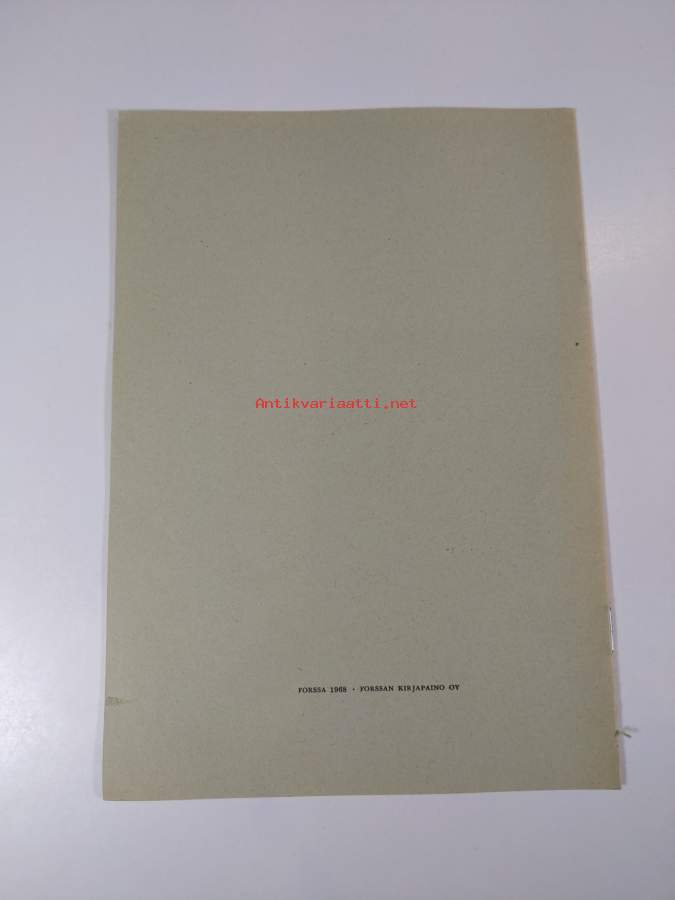 Antikvariaatti.net
FORSSA 1968 · FORSSAN KIRJAPAINO OY